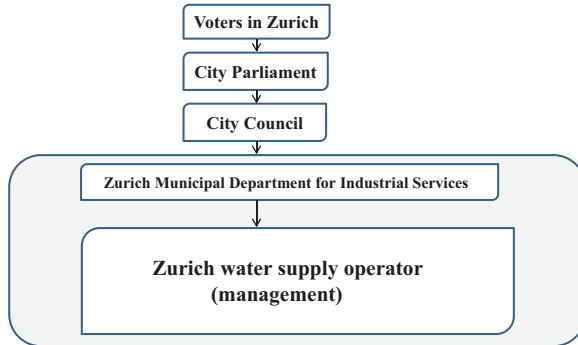 Voters in Zurich
City Parliament
City Council
Zurich Municipal Department for Industrial Services
Zurich water supply operator
(management)